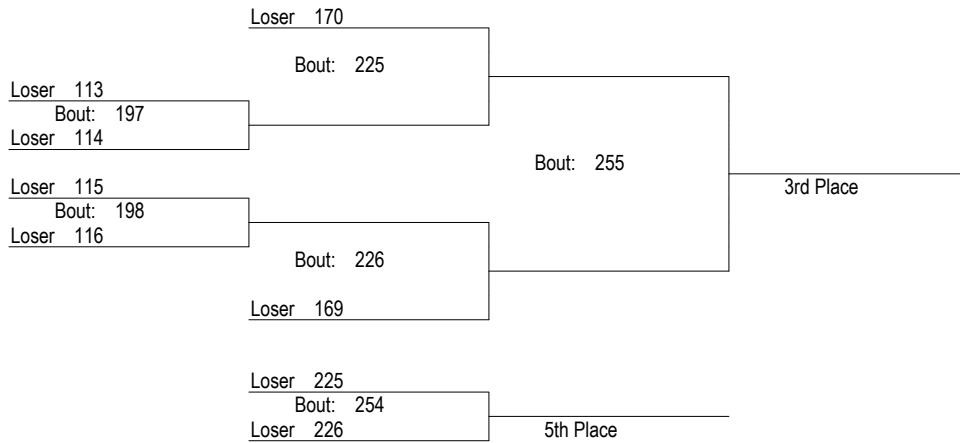 Loser 170
Bout: 225
Loser 113
Bout: 197
Loser 114
Bout: 255
Loser 115
3rd Place
Bout: 198
Loser 116
Bout: 226
Loser 169
Loser 225
Bout: 254
Loser 226
5th Place